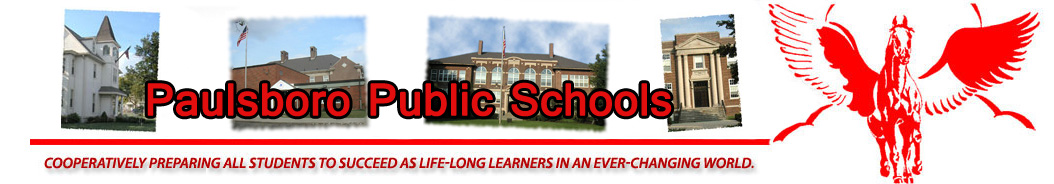 Paulsboro Public Schools
COOPERATIVELY PREPARING ALL STUDENTS TO SUCCEED AS LIFE-LONG LEARNERS IN AN EVER-CHANGING WORLD.